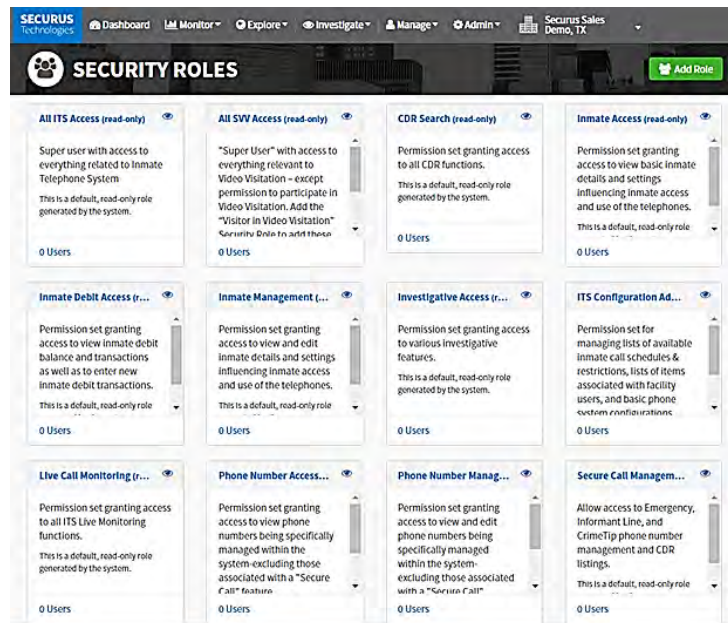 SECURUS Technologies Dashboard Monitor Explore Investigate Manage Admin Securus Sales Demo, TX
SECURITY ROLES
Add Role
All ITS Access (read-only)
Super user with access to
everything related to Inmate
Telephone System
This is a default, read-only role
generated by the system.
0 Users
All SVV Access (read-only)
"Super User" with access to
everything relevant to
Video Visitation – except
permission to participate in
Video Visitation. Add the
"Visitor in Video Visitation"
Security Role to add these
0 Users
CDR Search (read-only)
Permission set granting access
to all CDR functions.
This is a default, read-only role
generated by the system.
0 Users
Inmate Access (read-only)
Permission set granting
access to view basic inmate
details and settings
influencing inmate access
and use of the telephones.
This is a default, read-only role
0 Users
Inmate Debit Access (r...
Permission set granting
access to view inmate debit
balance and transactions
as well as to enter new
inmate debit transactions.
This is a default, read-only role
0 Users
Inmate Management (...
Permission set granting
access to view and edit
inmate details and settings
influencing inmate access
and use of the telephones.
This is a default, read-only role
0 Users
Investigative Access (r...
Permission set granting access
to various investigative
features.
This is a default, read-only role
generated by the system.
0 Users
ITS Configuration Ad...
Permission set for
managing lists of available
inmate call schedules &
restrictions, lists of items
associated with facility
users, and basic phone
system configurations
0 Users
Live Call Monitoring (r...
Permission set granting access
to all ITS Live Monitoring
functions.
This is a default, read-only role
generated by the system.
0 Users
Phone Number Access...
Permission set granting
access to view phone
numbers being specifically
managed within the
system-excluding those
associated with a "Secure
Call" feature
0 Users
Phone Number Manag...
Permission set granting
access to view and edit
phone numbers being
specifically managed
within the system-
excluding those associated
with a "Secure Call"
0 Users
Secure Call Managem...
Allow access to Emergency,
Informant Line, and
CrimeTip phone number
management and CDR
listings.
This is a default, read-only role
0 Users